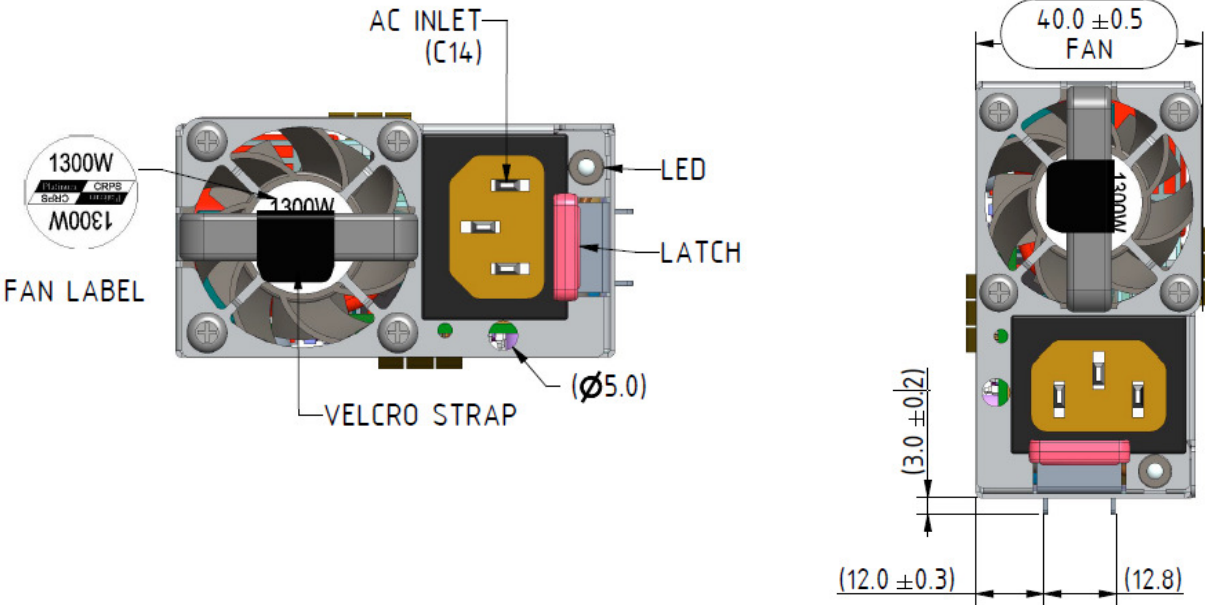 AC INLET
(C14)
40.0 ±0.5
FAN
1300W
Platinum CRPS
Platinum CRPS
1300W
FAN LABEL
1300W
LED
LATCH
VELCRO STRAP
(Ø5.0)
1300W
(3.0 ±0.2)
(12.0 ±0.3)
(12.8)